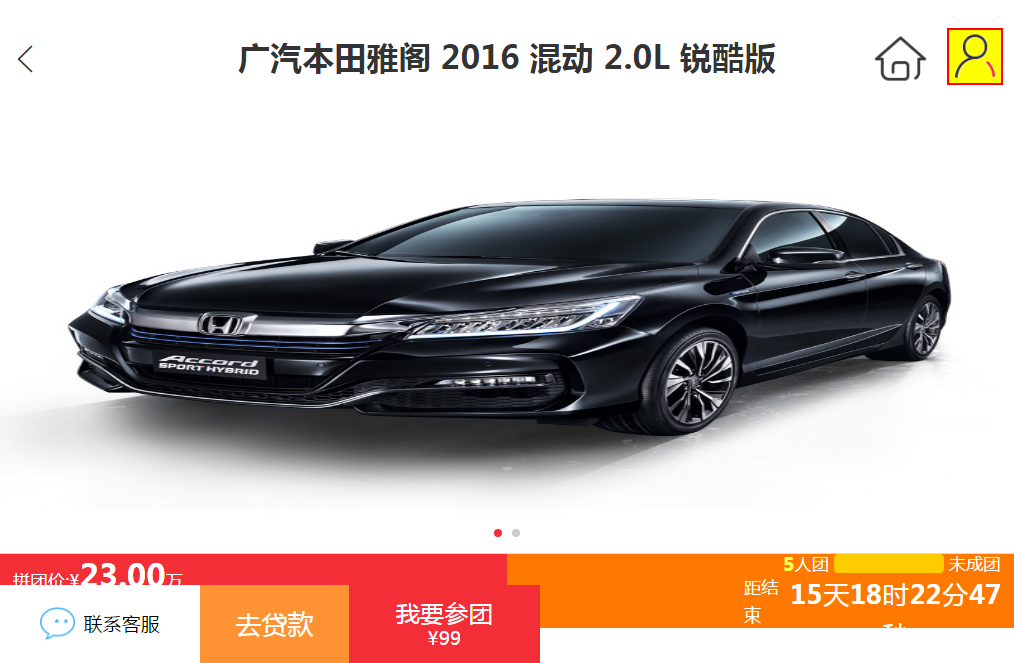 广汽本田雅阁 2016 混动 2.0L 锐酷版
Accord
SPORT HYBRID
5人团 未成团
拼团价:¥23.00万
距结束 15天18时22分47秒
联系客服
去贷款
我要参团
¥99